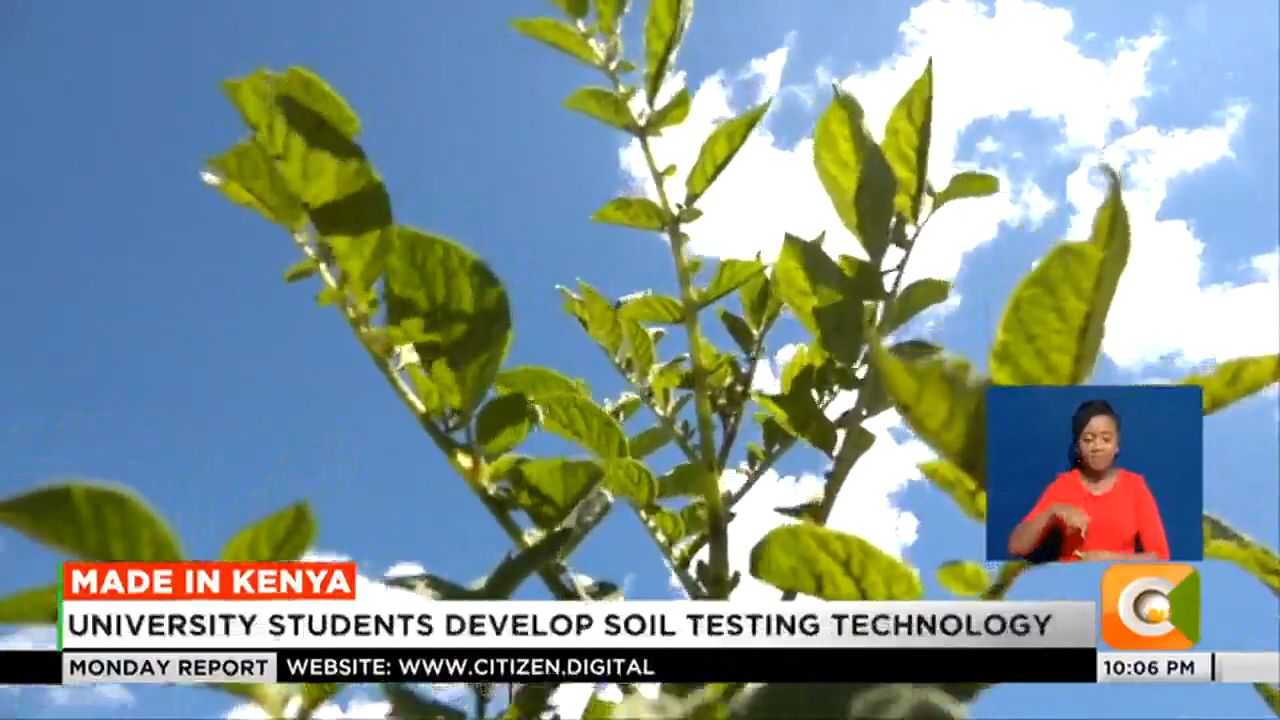 MADE IN KENYA
UNIVERSITY STUDENTS DEVELOP SOIL TESTING TECHNOLOGY
MONDAY REPORT WEBSITE: WWW.CITIZEN.DIGITAL 10:06 PM